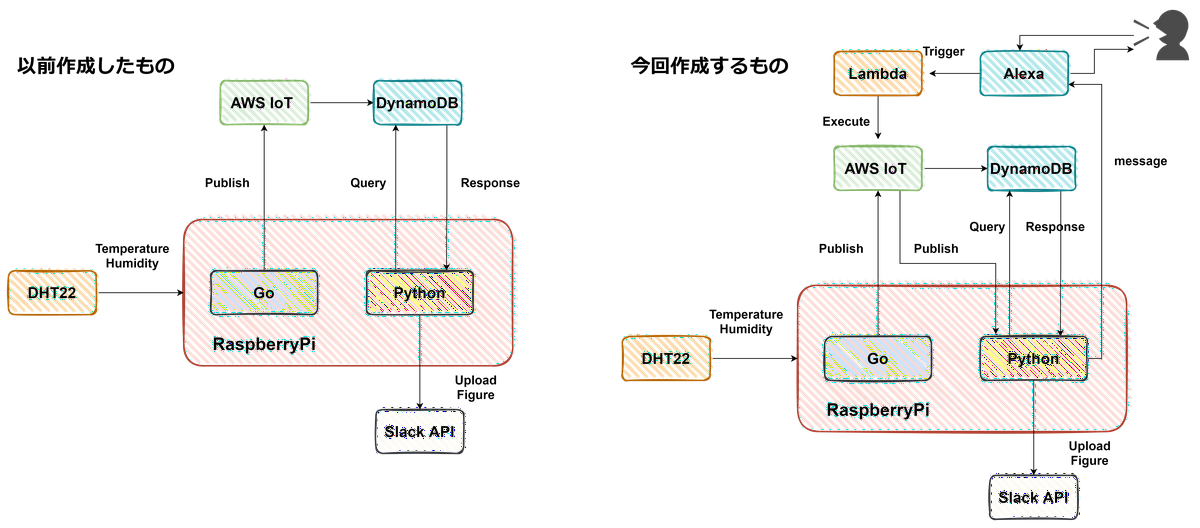 以前作成したもの
AWS IoT
DynamoDB
Publish
Query
Response
Temperature
Humidity
DHT22
Go
Python
RaspberryPi
Upload
Figure
Slack API
今回作成するもの
Trigger
Lambda
Alexa
Execute
message
AWS IoT
DynamoDB
Query
Response
Publish
Publish
Temperature
Humidity
DHT22
Go
Python
RaspberryPi
Upload
Figure
Slack API